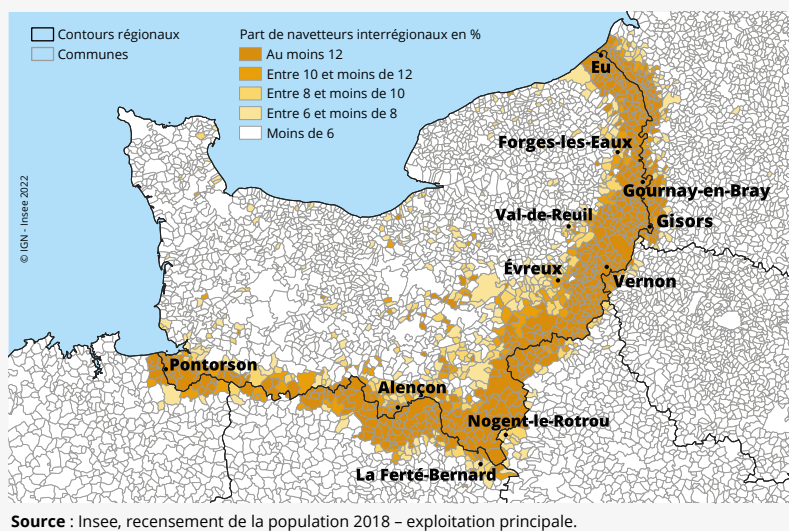 Contours régionaux
Communes
Part de navetteurs interrégionaux en %
Au moins 12
Entre 10 et moins de 12
Entre 8 et moins de 10
Entre 6 et moins de 8
Moins de 6
© IGN - Insee 2022
Eu
Forges-les-Eaux
Gournay-en-Bray
Val-de-Reuil
Gisors
Évreux
Vernon
Pontorson
Alençon
Nogent-le-Rotrou
La Ferté-Bernard
Source : Insee, recensement de la population 2018 – exploitation principale.